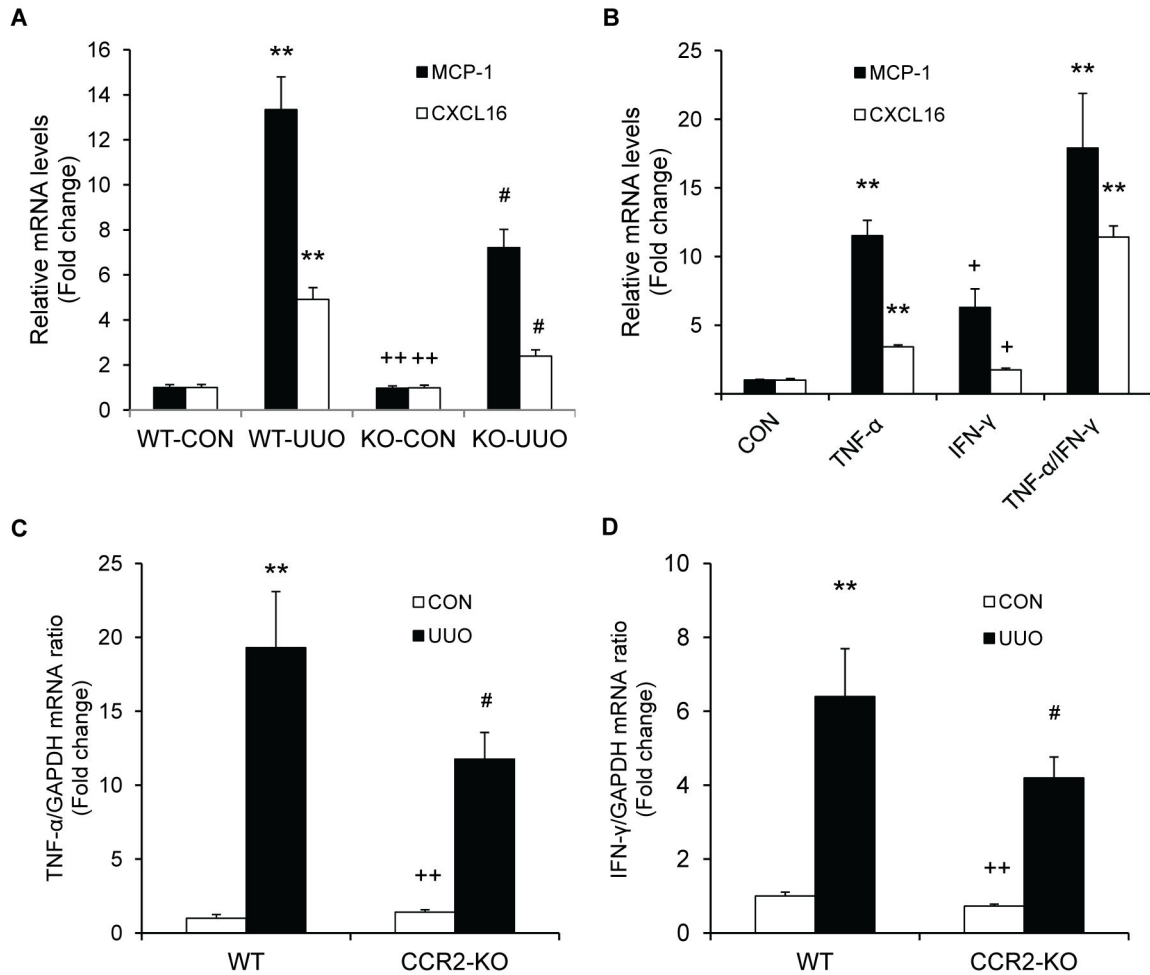 A
Relative mRNA levels
(Fold change)
16
14
12
10
8
6
4
2
0
MCP-1
CXCL16
**
**
++ ++
#
#
WT-CON WT-UUO KO-CON KO-UUO
B
Relative mRNA levels
(Fold change)
25
20
15
10
5
MCP-1
CXCL16
**
**
+
+
**
**
CON
TNF-α
IFN-γ
TNF-α/IFN-γ
C
TNF-α/GAPDH mRNA ratio
(Fold change)
25
20
15
10
5
0
CON
UUO
**
++
#
WT CCR2-KO
D
IFN-γ/GAPDH mRNA ratio
(Fold change)
10
8
6
4
2
0
CON
UUO
**
++
#
WT CCR2-KO